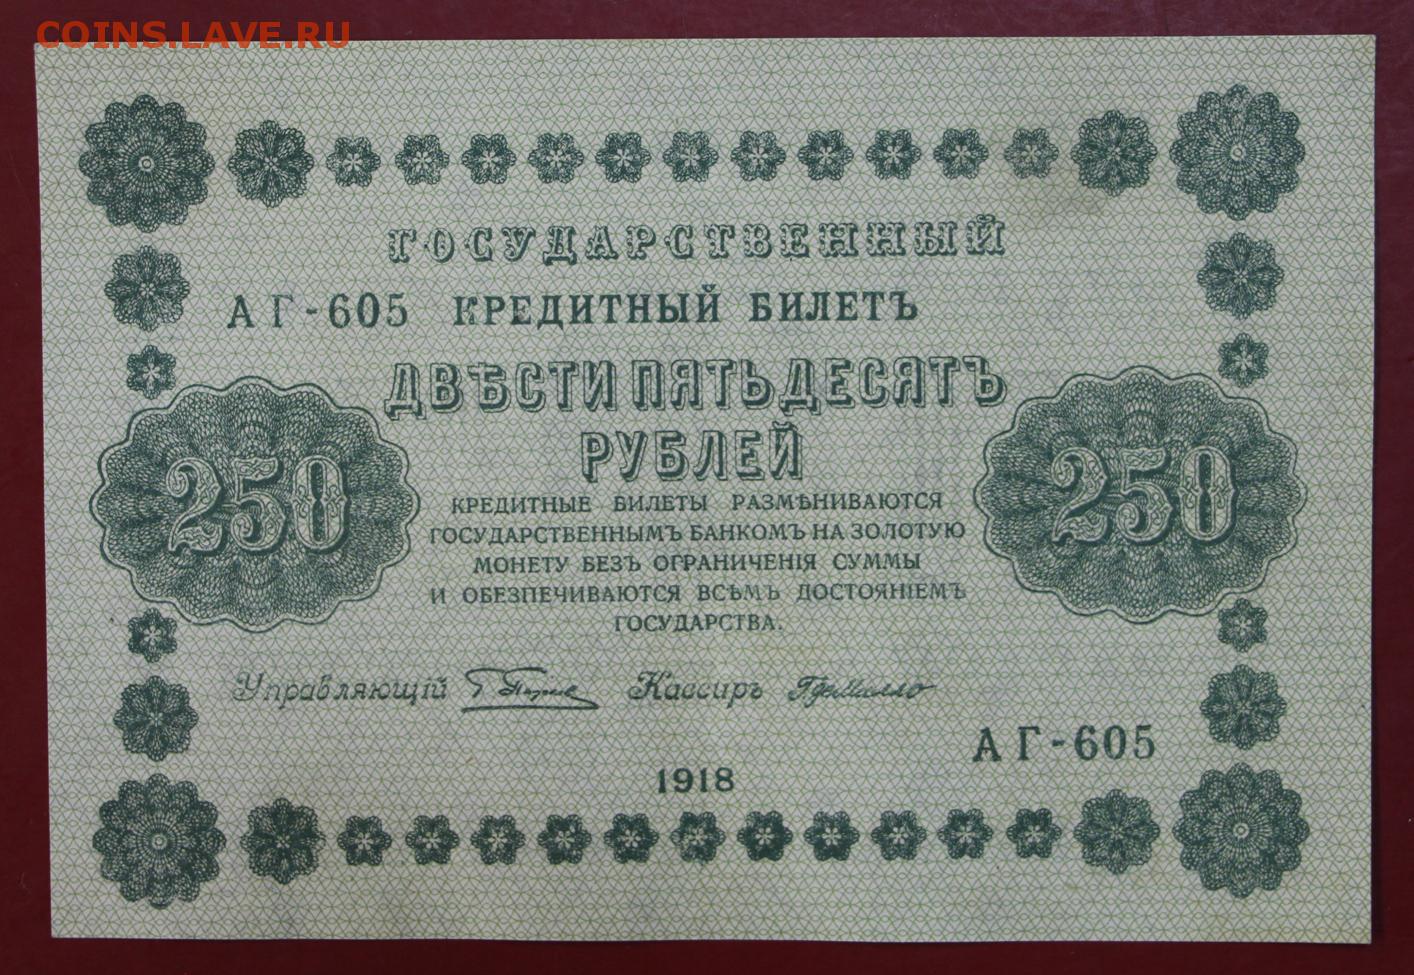 COINS.LAVE.RU
ГОСУДАРСТВЕННЫЙ
АГ-605 КРЕДИТНЫЙ БИЛЕТЪ
ДВѢСТИ ПЯТЬДЕСЯТЪ
РУБЛЕЙ
250
250
КРЕДИТНЫЕ БИЛЕТЫ РАЗМѢНИВАЮТСЯ
ГОСУДАРСТВЕННЫМЪ БАНКОМЪ НА ЗОЛОТУЮ
МОНЕТУ БЕЗЪ ОГРАНИЧЕНІЯ СУММЫ
И ОБЕЗПЕЧИВАЮТСЯ ВСѢМЪ ДОСТОЯНІЕМЪ
ГОСУДАРСТВА.
Управляющій Кассиръ
АГ-605
1918